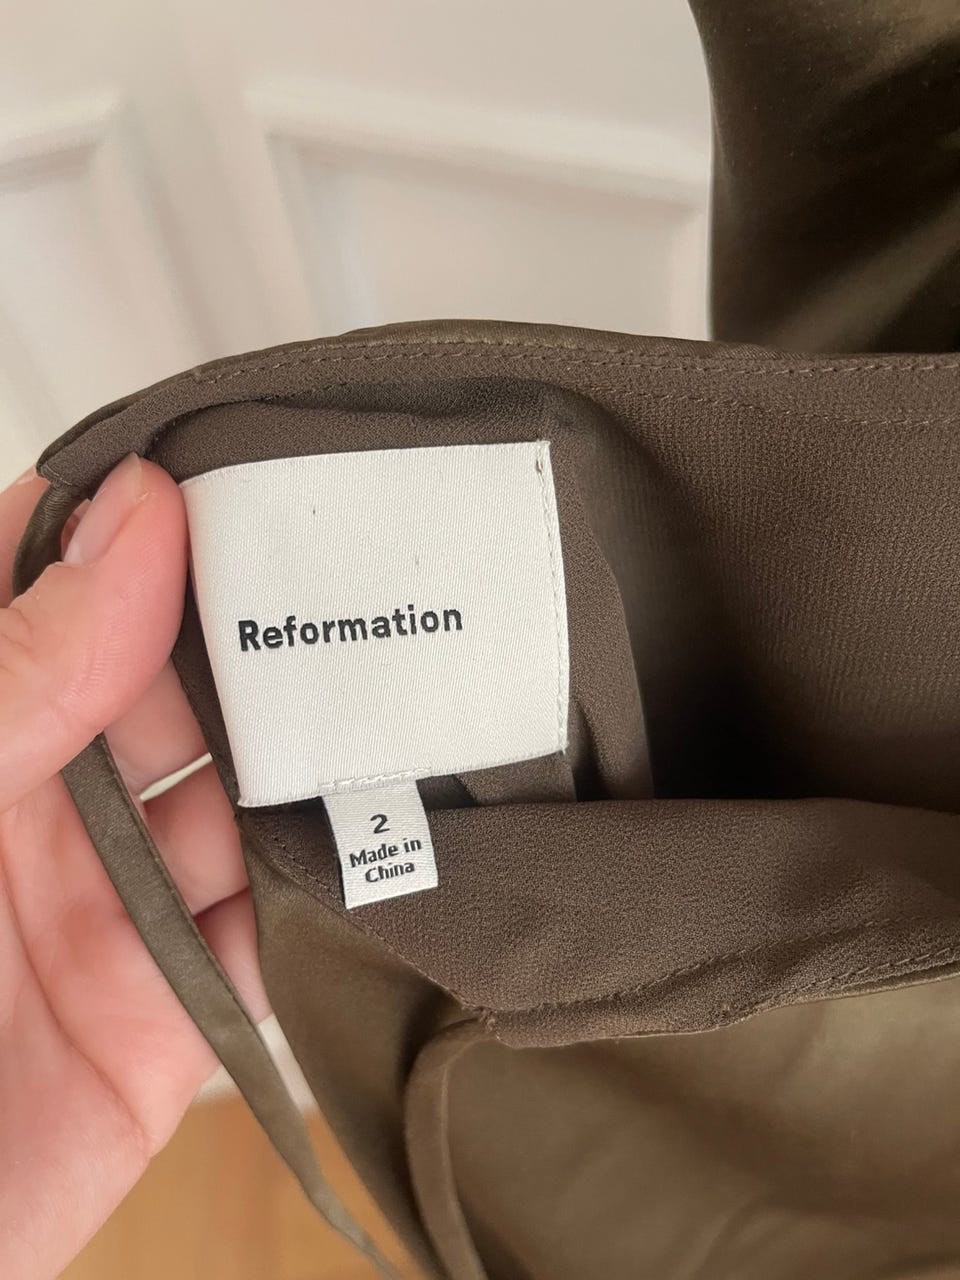 Reformation
2
Made in
China